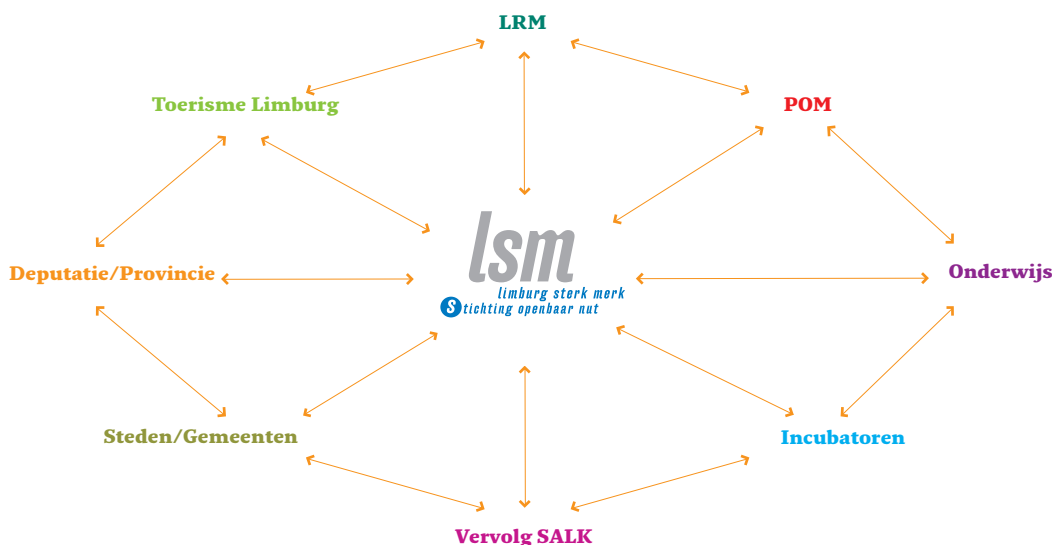 LRM
Toerisme Limburg
POM
lsm
limburg sterk merk
Stichting openbaar nut
Deputatie/Provincie
Onderwijs
Steden/Gemeenten
Incubatoren
Vervolg SALK